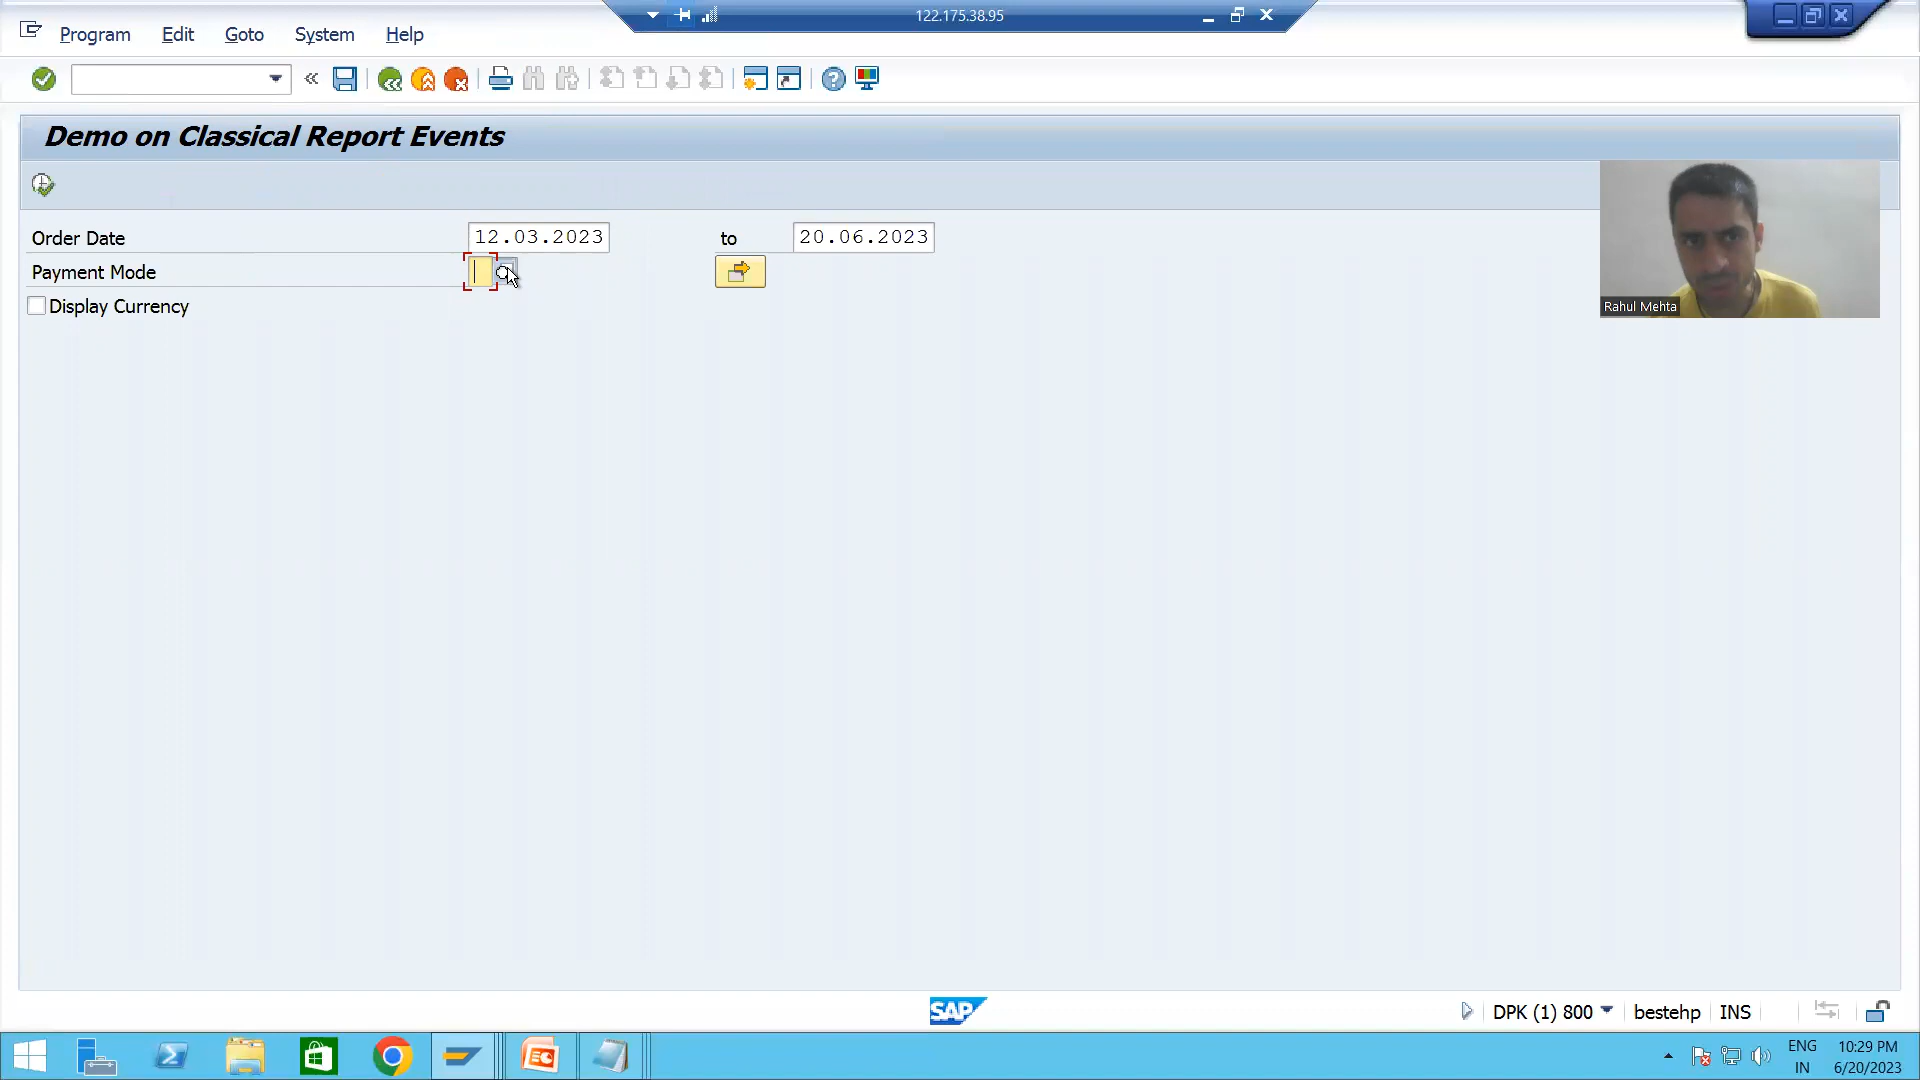 122.175.38.95
Program Edit Goto System Help
Demo on Classical Report Events
Order Date 12.03.2023 to 20.06.2023
Payment Mode
Display Currency
Rahul Mehta
SAP
DPK (1) 800 bestehp INS
ENG 10:29 PM
IN 6/20/2023